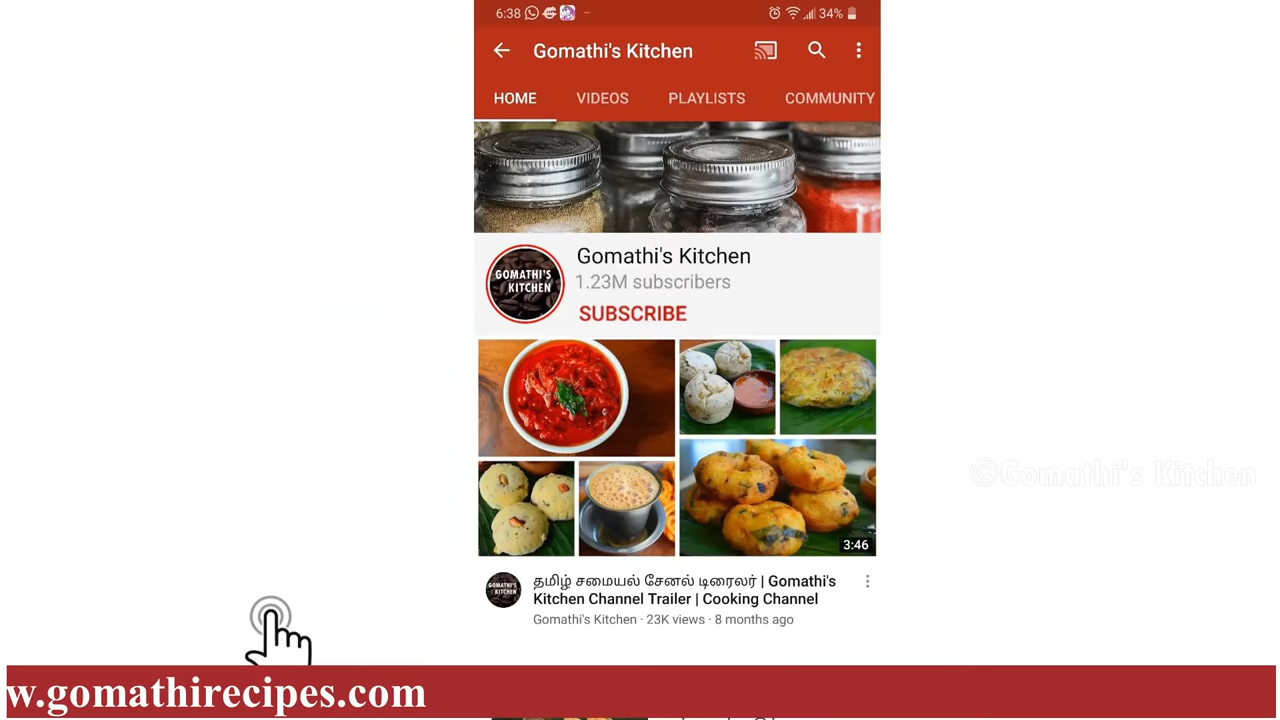 6:38
34%
Gomathi's Kitchen
HOME VIDEOS PLAYLISTS COMMUNITY
GOMATHI'S
KITCHEN
Gomathi's Kitchen
1.23M subscribers
SUBSCRIBE
©Gomathi's Kitchen
3:46
GOMATHI'S
KITCHEN
தமிழ் சமையல் சேனல் டிரைலர் | Gomathi's
Kitchen Channel Trailer | Cooking Channel
Gomathi's Kitchen · 23K views · 8 months ago
w.gomathirecipes.com